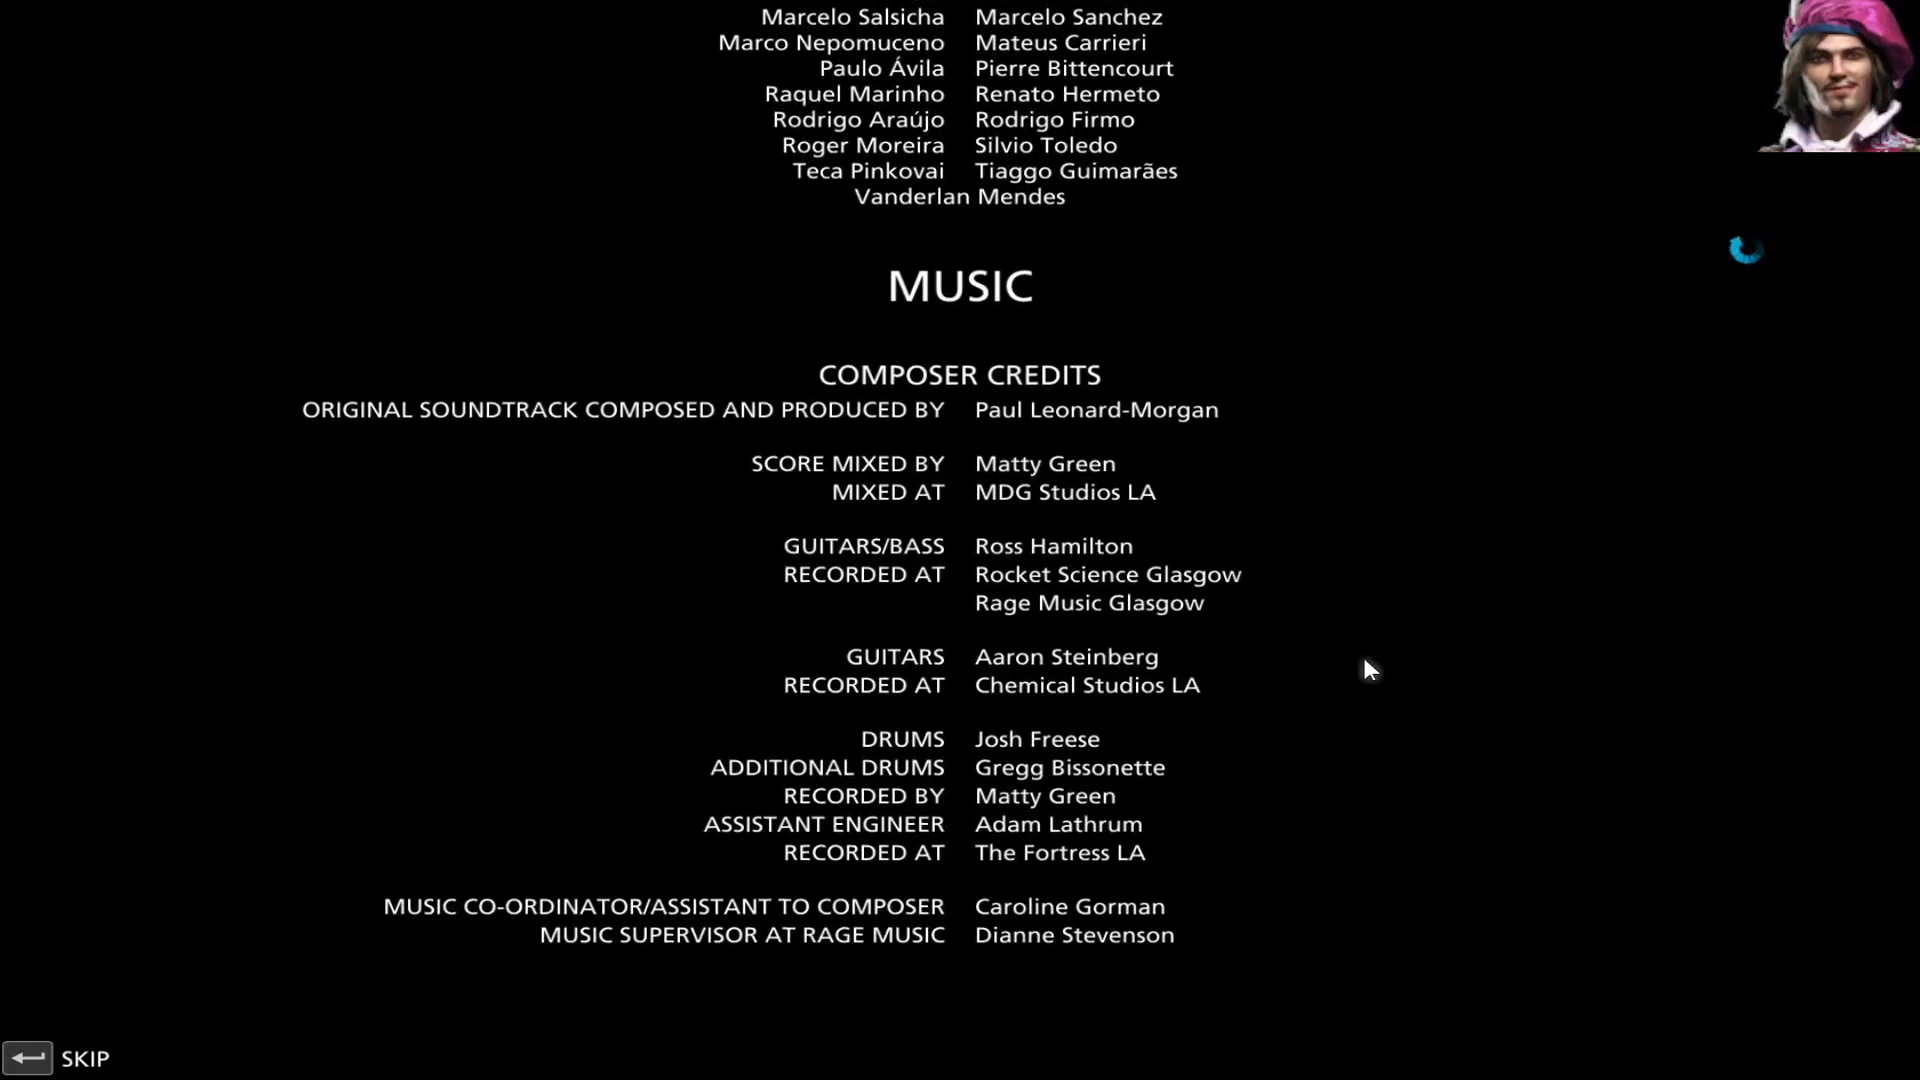 Marcelo Salsicha Marcelo Sanchez
Marco Nepomuceno Mateus Carrieri
Paulo Ávila Pierre Bittencourt
Raquel Marinho Renato Hermeto
Rodrigo Araújo Rodrigo Firmo
Roger Moreira Silvio Toledo
Teca Pinkovai Tiaggo Guimarães
Vanderlan Mendes
MUSIC
COMPOSER CREDITS
ORIGINAL SOUNDTRACK COMPOSED AND PRODUCED BY Paul Leonard-Morgan
SCORE MIXED BY Matty Green
MIXED AT MDG Studios LA
GUITARS/BASS Ross Hamilton
RECORDED AT Rocket Science Glasgow
Rage Music Glasgow
GUITARS Aaron Steinberg
RECORDED AT Chemical Studios LA
DRUMS Josh Freese
ADDITIONAL DRUMS Gregg Bissonette
RECORDED BY Matty Green
ASSISTANT ENGINEER Adam Lathrum
RECORDED AT The Fortress LA
MUSIC CO-ORDINATOR/ASSISTANT TO COMPOSER Caroline Gorman
MUSIC SUPERVISOR AT RAGE MUSIC Dianne Stevenson
SKIP